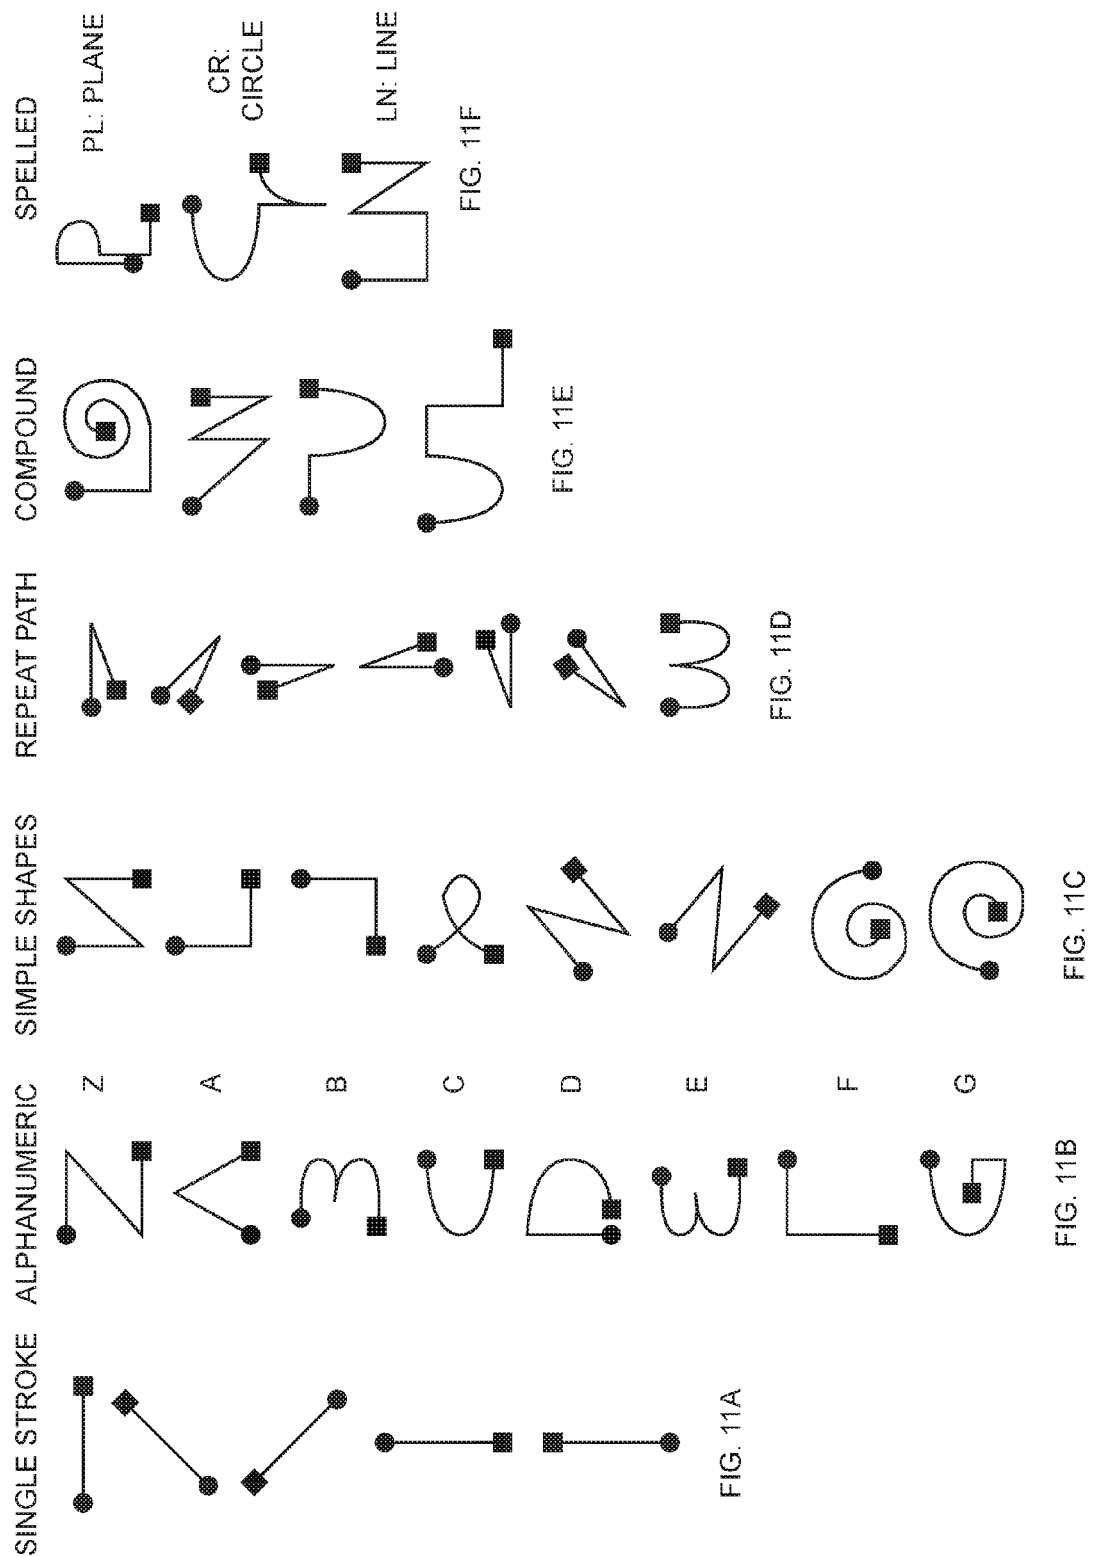 SINGLE STROKE
FIG. 11A
ALPHANUMERIC
Z
A
B
C
D
E
F
G
FIG. 11B
SIMPLE SHAPES
FIG. 11C
REPEAT PATH
FIG. 11D
COMPOUND
FIG. 11E
SPELLED
PL: PLANE
CR:
CIRCLE
LN: LINE
FIG. 11F